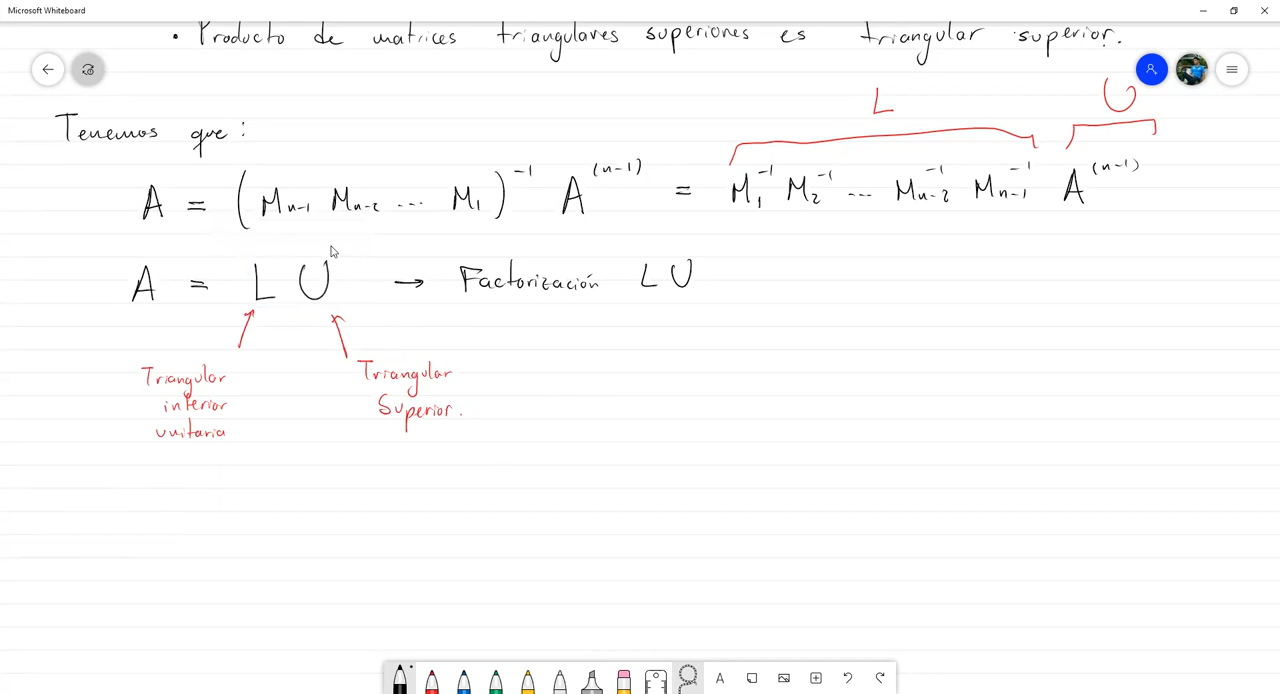 Microsoft Whiteboard
• Producto de matrices triangulares superiores es triangular superior.
L U
Tenemos que:
A = (Mn-1 Mn-2 ... M1)^-1 A^(n-1) = M1^-1 M2^-1 ... Mn-2^-1 Mn-1^-1 A^(n-1)
A = L U → Factorización L U
Triangular inferior unitaria
Triangular Superior.
A